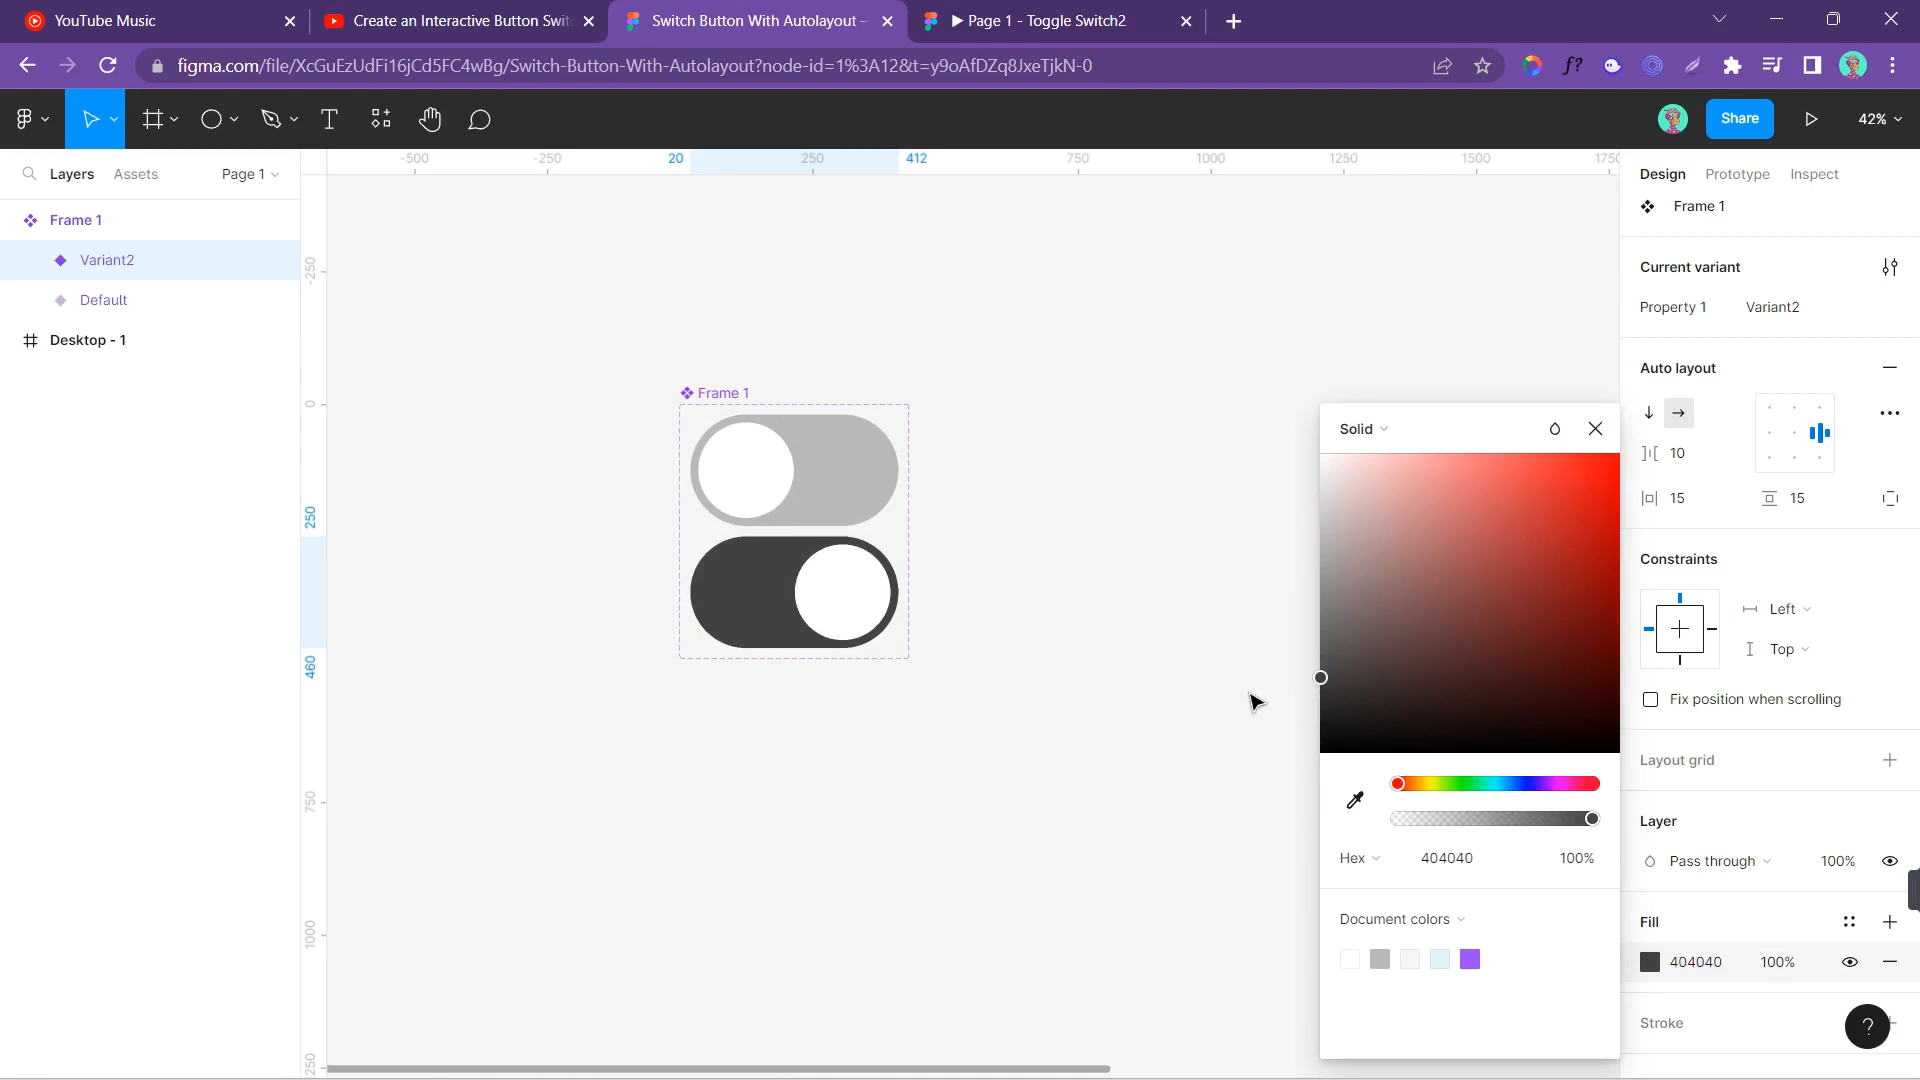 YouTube Music
Create an Interactive Button Swit
Switch Button With Autolayout –
▶ Page 1 - Toggle Switch2
figma.com/file/XcGuEzUdFi16jCd5FC4wBg/Switch-Button-With-Autolayout?node-id=1%3A12&t=y9oAfDZq8JxeTjkN-0
f?
Share
42%
Layers
Assets
Page 1
Frame 1
Variant2
Default
Desktop - 1
-500
-250
20
250
412
750
1000
1250
1500
1750
-250
0
250
460
750
1000
250
Frame 1
Solid
Hex
404040
100%
Document colors
Design
Prototype
Inspect
Frame 1
Current variant
Property 1
Variant2
Auto layout
10
15
15
Constraints
Left
Top
Fix position when scrolling
Layout grid
Layer
Pass through
100%
Fill
404040
100%
Stroke
?